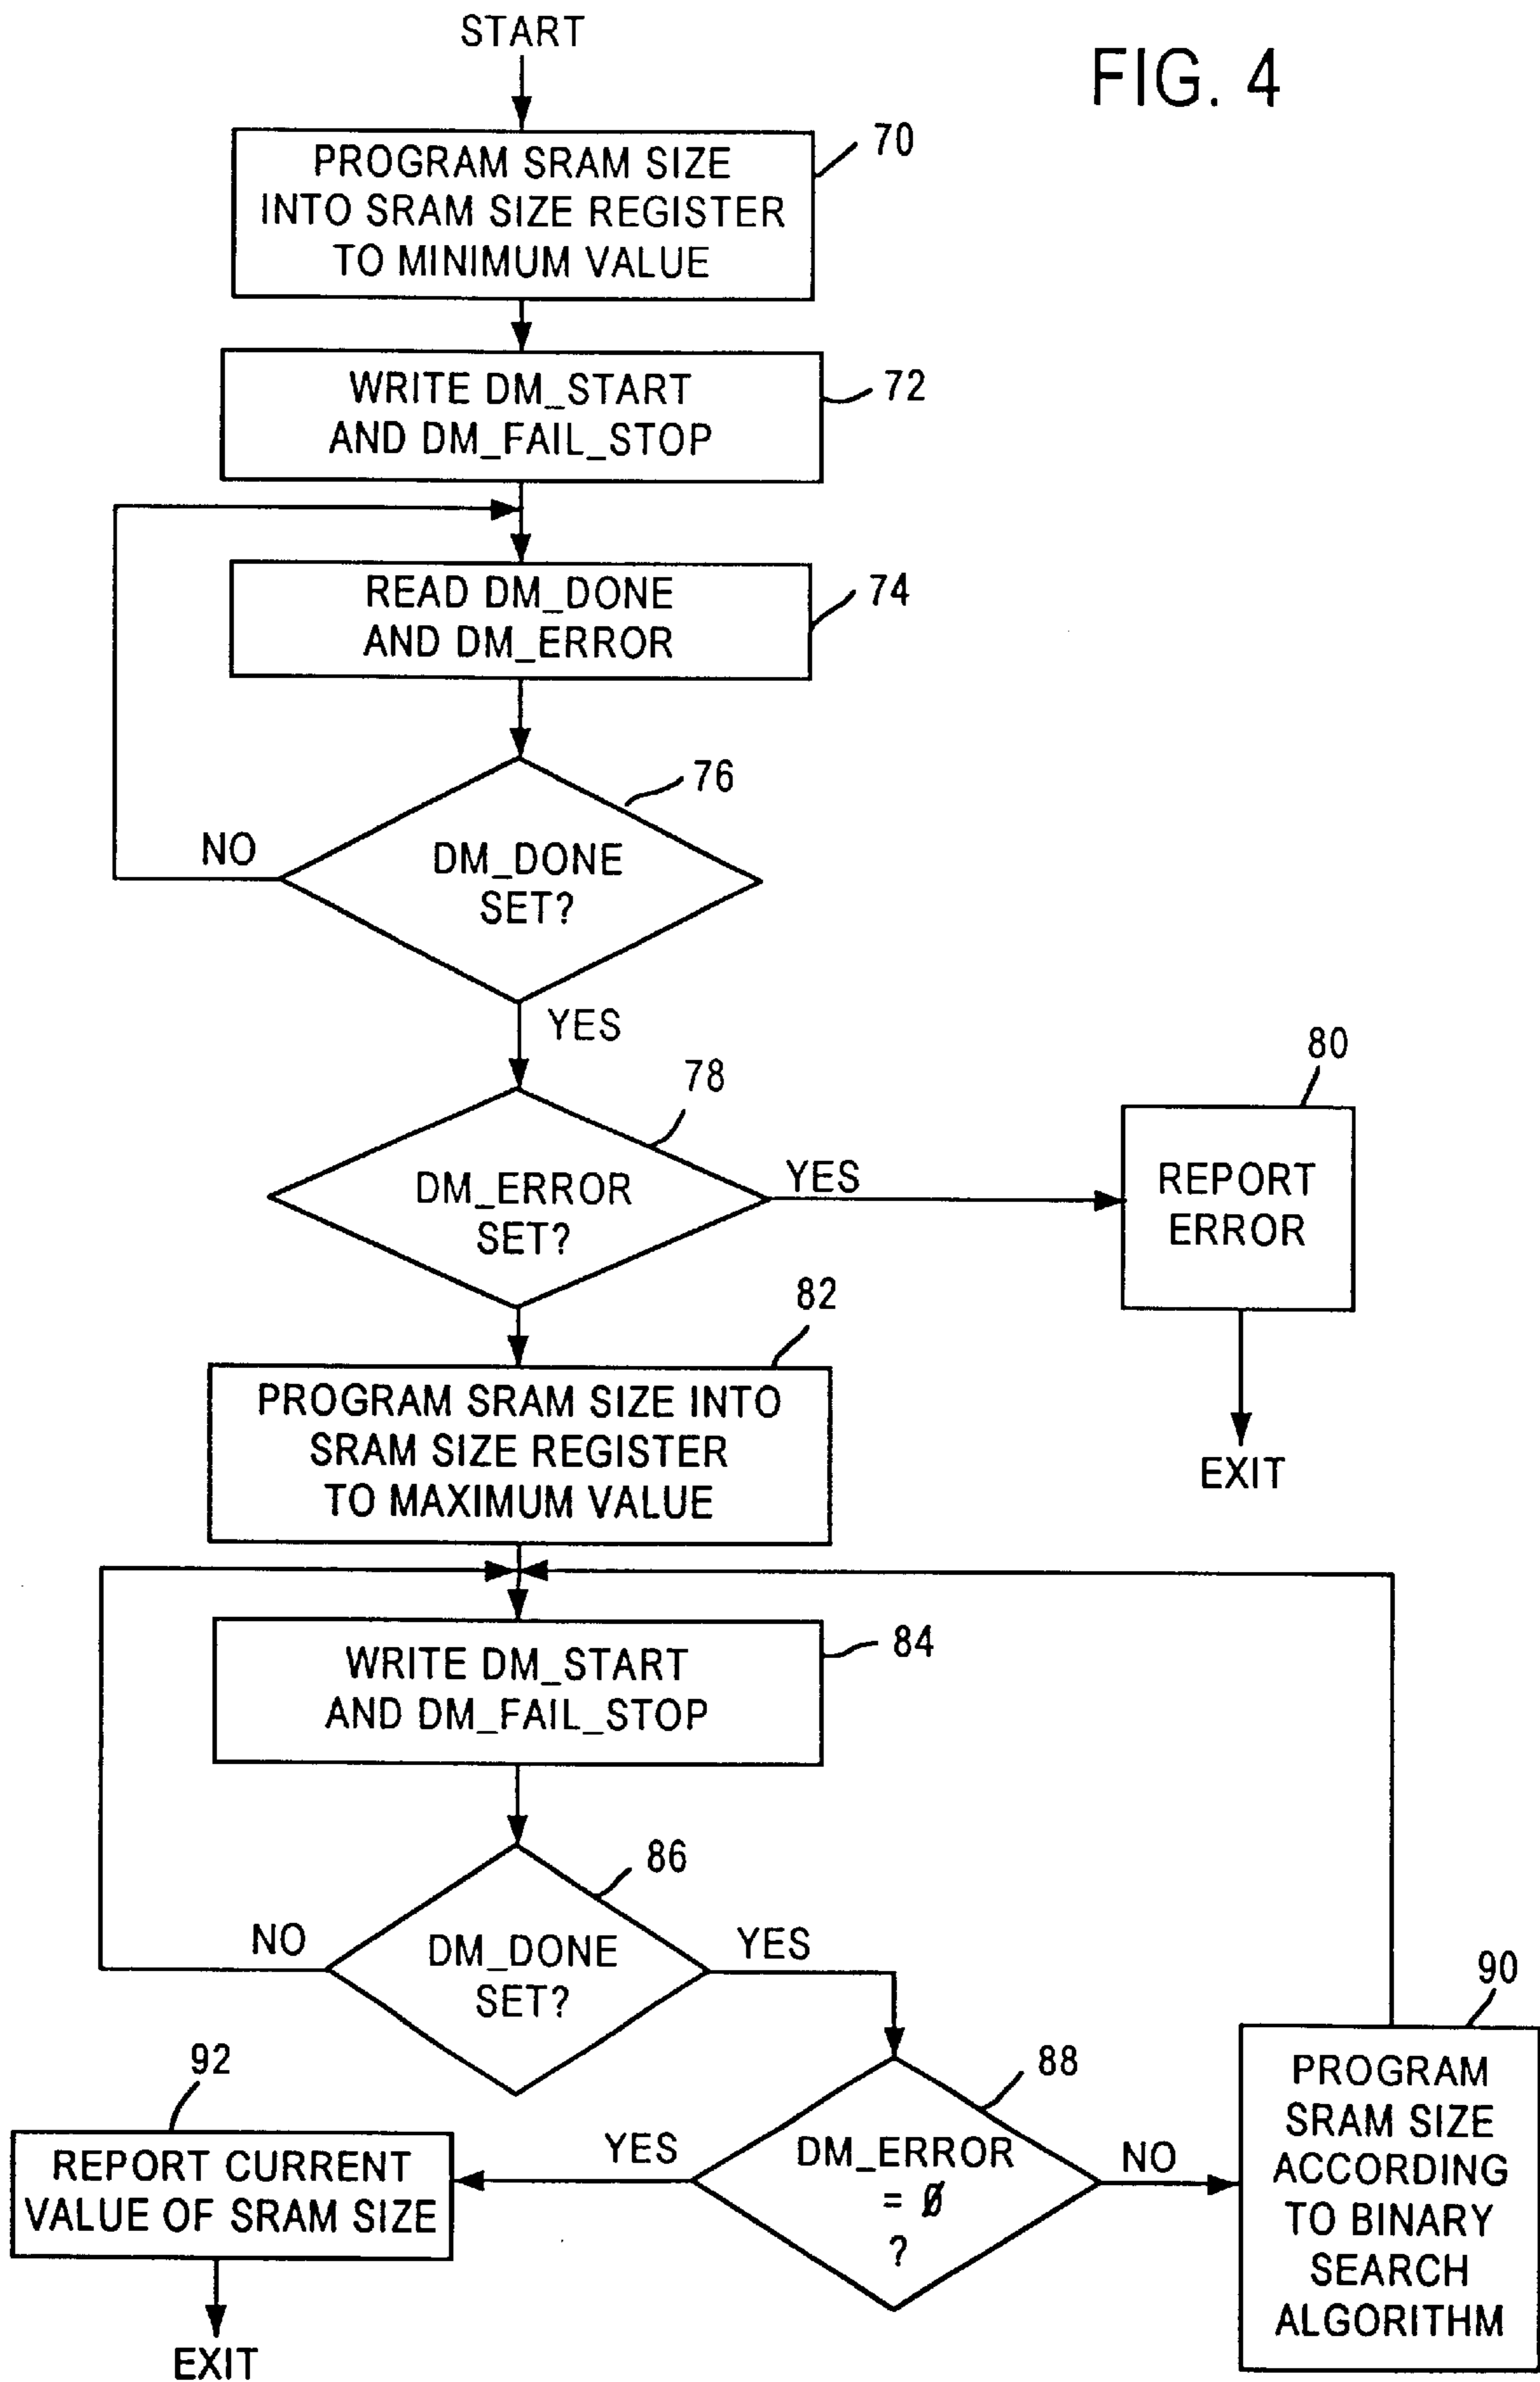 START
FIG. 4
70
PROGRAM SRAM SIZE
INTO SRAM SIZE REGISTER
TO MINIMUM VALUE
72
WRITE DM_START
AND DM_FAIL_STOP
74
READ DM_DONE
AND DM_ERROR
76
NO
DM_DONE
SET?
YES
78
80
DM_ERROR
SET?
YES
REPORT
ERROR
82
EXIT
PROGRAM SRAM SIZE INTO
SRAM SIZE REGISTER
TO MAXIMUM VALUE
84
WRITE DM_START
AND DM_FAIL_STOP
86
NO
DM_DONE
SET?
YES
90
92
88
REPORT CURRENT
VALUE OF SRAM SIZE
YES
DM_ERROR
= Ø
?
NO
PROGRAM
SRAM SIZE
ACCORDING
TO BINARY
SEARCH
ALGORITHM
EXIT